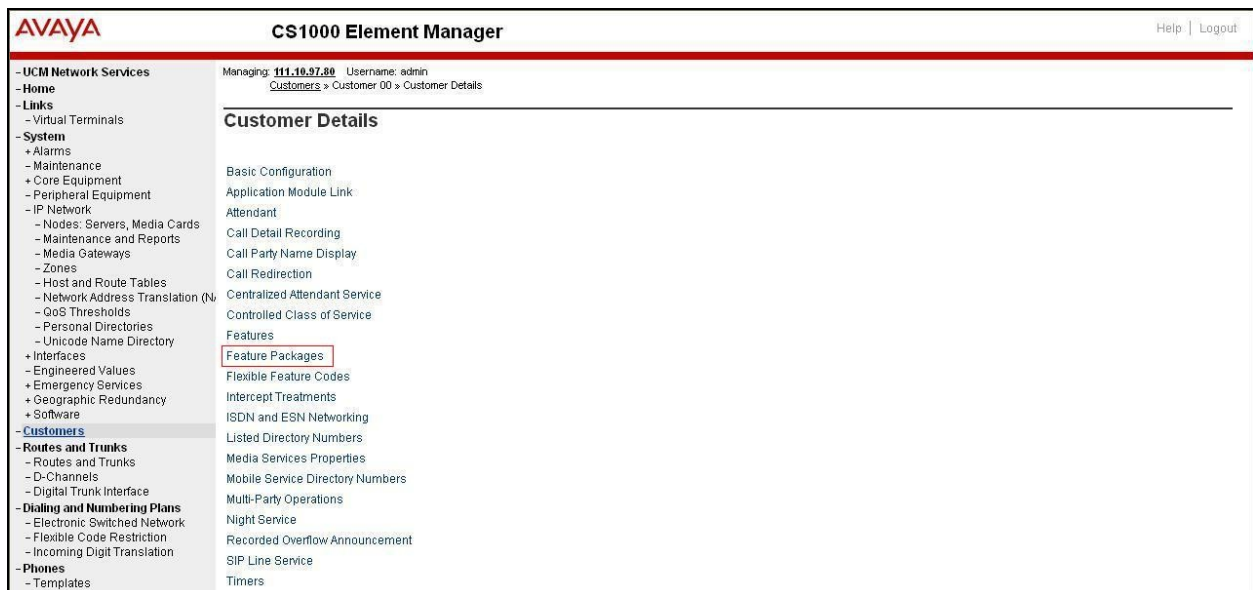 AVAYA
CS1000 Element Manager
Help | Logout
- UCM Network Services
- Home
- Links
- Virtual Terminals
- System
+ Alarms
- Maintenance
+ Core Equipment
- Peripheral Equipment
- IP Network
- Nodes: Servers, Media Cards
- Maintenance and Reports
- Media Gateways
- Zones
- Host and Route Tables
- Network Address Translation (N
- QoS Thresholds
- Personal Directories
- Unicode Name Directory
+ Interfaces
- Engineered Values
+ Emergency Services
+ Geographic Redundancy
+ Software
- Customers
- Routes and Trunks
- Routes and Trunks
- D-Channels
- Digital Trunk Interface
- Dialing and Numbering Plans
- Electronic Switched Network
- Flexible Code Restriction
- Incoming Digit Translation
- Phones
- Templates
Managing: 111.10.97.80 Username: admin
Customers » Customer 00 » Customer Details
Customer Details
Basic Configuration
Application Module Link
Attendant
Call Detail Recording
Call Party Name Display
Call Redirection
Centralized Attendant Service
Controlled Class of Service
Features
Feature Packages
Flexible Feature Codes
Intercept Treatments
ISDN and ESN Networking
Listed Directory Numbers
Media Services Properties
Mobile Service Directory Numbers
Multi-Party Operations
Night Service
Recorded Overflow Announcement
SIP Line Service
Timers